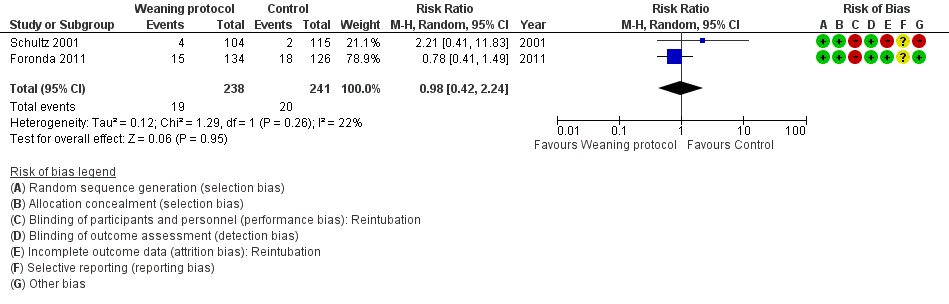 Weaning protocol Control Risk Ratio Risk Ratio Risk of Bias
Study or Subgroup Events Total Events Total Weight M-H, Random, 95% CI Year M-H, Random, 95% CI A B C D E F G
Schultz 2001 4 104 2 115 21.1% 2.21 [0.41, 11.83] 2001 + + - + - ? -
Foronda 2011 15 134 18 126 78.9% 0.78 [0.41, 1.49] 2011 + + - + + ? +
Total (95% CI) 238 241 100.0% 0.98 [0.42, 2.24]
Total events 19 20
Heterogeneity: Tau² = 0.12; Chi² = 1.29, df = 1 (P = 0.26); I² = 22%
Test for overall effect: Z = 0.06 (P = 0.95)
0.01 0.1 1 10 100
Favours Weaning protocol Favours Control
Risk of bias legend
(A) Random sequence generation (selection bias)
(B) Allocation concealment (selection bias)
(C) Blinding of participants and personnel (performance bias): Reintubation
(D) Blinding of outcome assessment (detection bias)
(E) Incomplete outcome data (attrition bias): Reintubation
(F) Selective reporting (reporting bias)
(G) Other bias